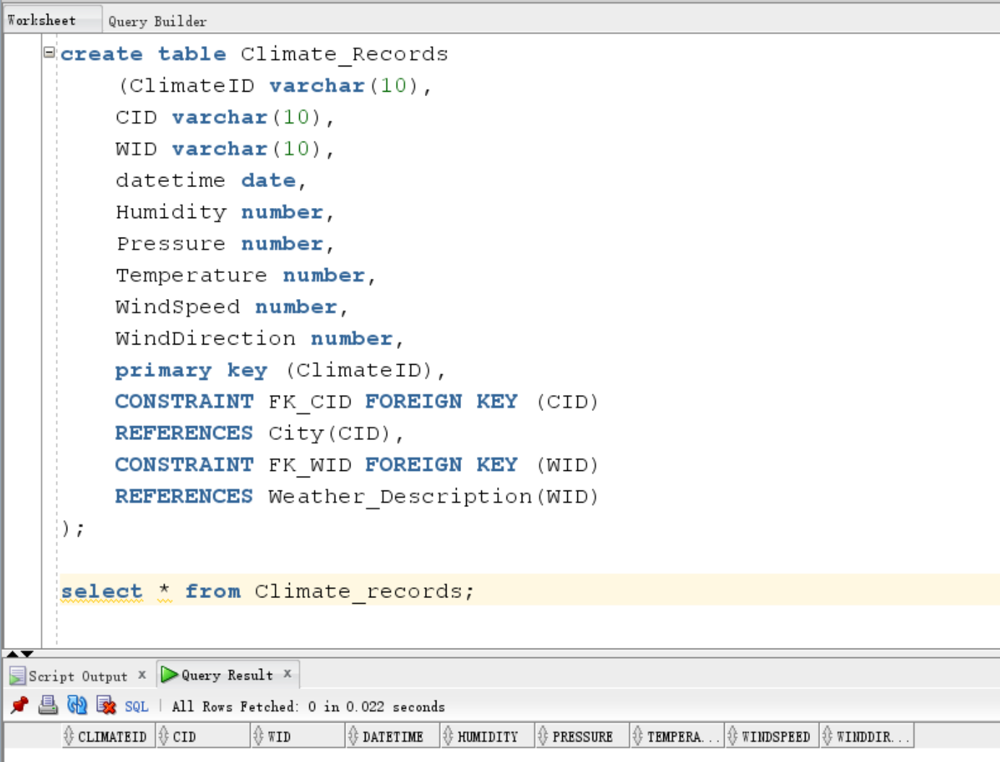 Worksheet Query Builder
create table Climate_Records
(ClimateID varchar(10),
CID varchar(10),
WID varchar(10),
datetime date,
Humidity number,
Pressure number,
Temperature number,
WindSpeed number,
WindDirection number,
primary key (ClimateID),
CONSTRAINT FK_CID FOREIGN KEY (CID)
REFERENCES City(CID),
CONSTRAINT FK_WID FOREIGN KEY (WID)
REFERENCES Weather_Description(WID)
);
select * from Climate_records;
Script Output x Query Result x
SQL | All Rows Fetched: 0 in 0.022 seconds
CLIMATEID CID WID DATETIME HUMIDITY PRESSURE TEMPERA... WINDSPEED WINDDIR...